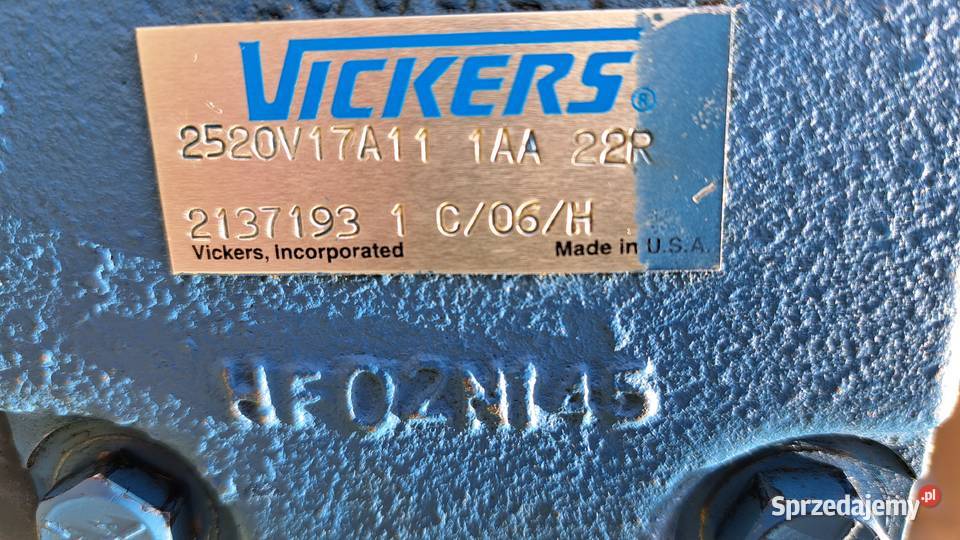 VICKERS®
2520V17A11 1AA 22R
2137193 1 C/06/H
Vickers, Incorporated Made in U.S.A.
HF02N145
Sprzedajemy.pl